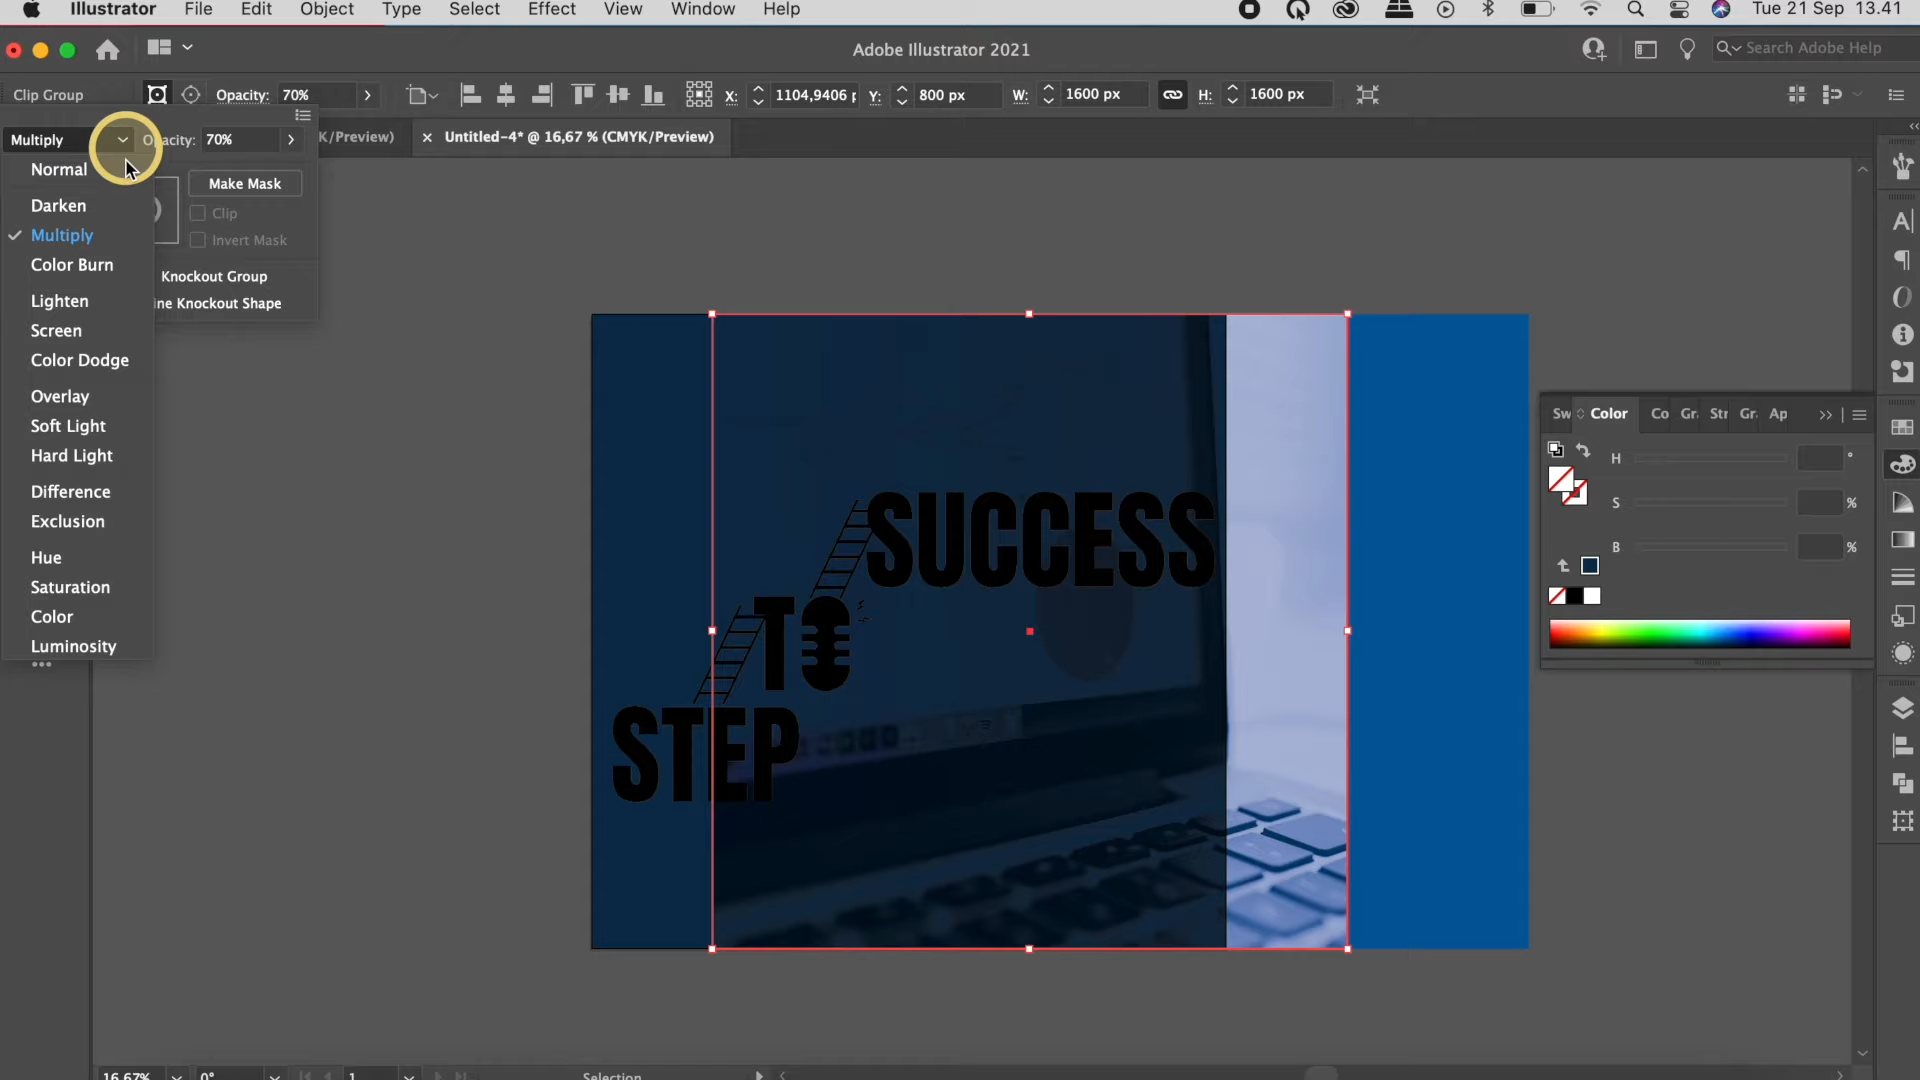 Illustrator File Edit Object Type Select Effect View Window Help Tue 21 Sep 13.41
Adobe Illustrator 2021 Search Adobe Help
Clip Group Opacity: 70% X: 1104,9406 Y: 800 px W: 1600 px H: 1600 px
Multiply Opacity: 70% K/Preview) × Untitled-4* @ 16,67 % (CMYK/Preview)
Normal
Make Mask
Darken
Clip
Multiply
Invert Mask
Color Burn
Knockout Group
Lighten
ine Knockout Shape
Screen
Color Dodge
Overlay
Soft Light
Hard Light
Difference
Exclusion
Hue
Saturation
Color
Luminosity
SUCCESS
TO
STEP
Sw Color Co Gr Str Gr Ap
H °
S %
B %
16,67% 0° 1 Selection